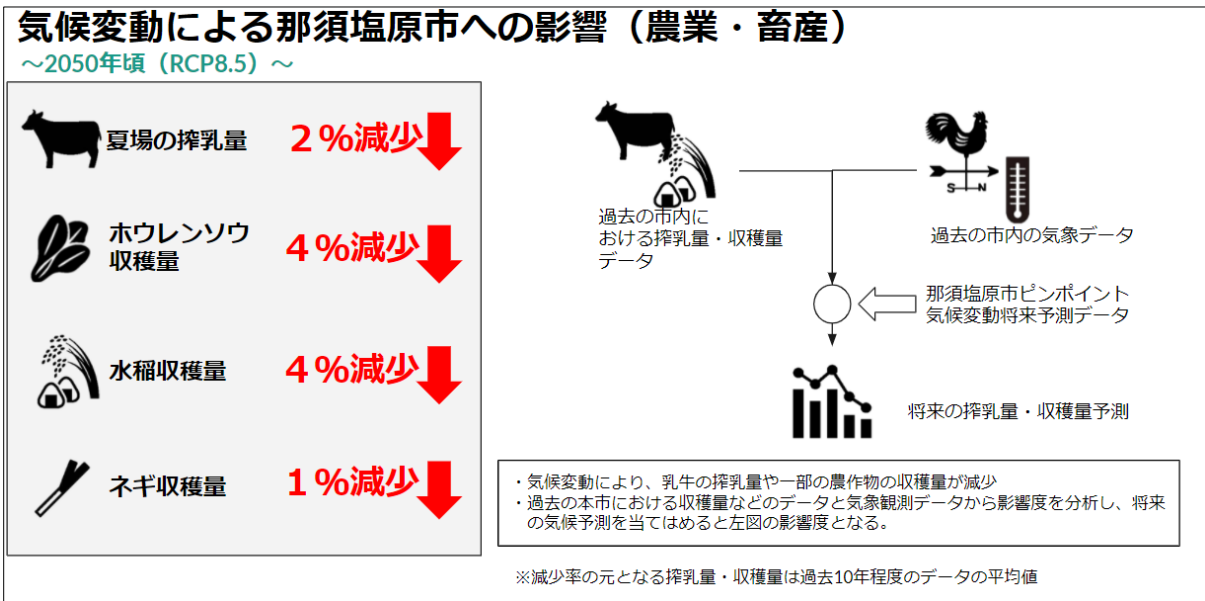 気候変動による那須塩原市への影響（農業・畜産）
～2050年頃（RCP8.5）～
夏場の搾乳量
２％減少
ホウレンソウ
収穫量
４％減少
水稲収穫量
４％減少
ネギ収穫量
１％減少
過去の市内に
おける搾乳量・収穫量
データ
S N
過去の市内の気象データ
那須塩原市ピンポイント
気候変動将来予測データ
将来の搾乳量・収穫量予測
・気候変動により、乳牛の搾乳量や一部の農作物の収穫量が減少
・過去の本市における収穫量などのデータと気象観測データから影響度を分析し、将来
の気候予測を当てはめると左図の影響度となる。
※減少率の元となる搾乳量・収穫量は過去10年程度のデータの平均値